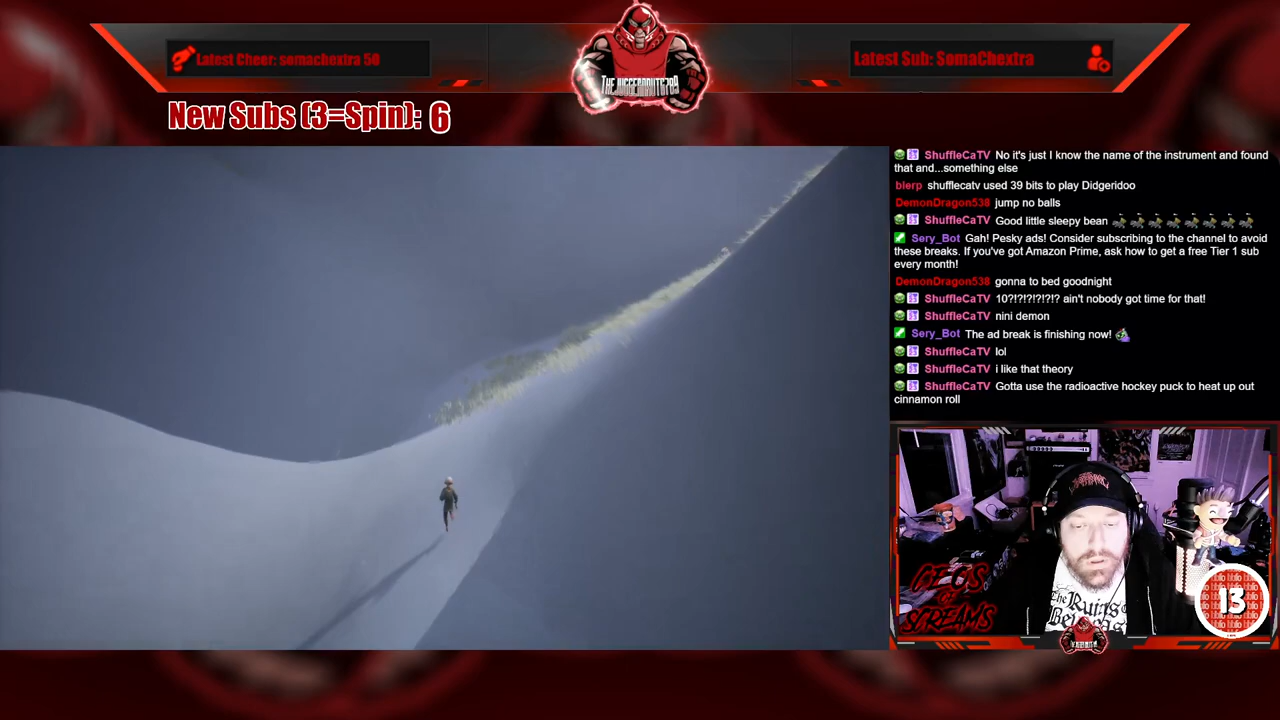 Latest Cheer: somachextra 50
THEJUGGERNAUT6789
Latest Sub: SomaChextra
New Subs (3=Spin): 6
ShuffleCaTV No it's just I know the name of the instrument and found
that and...something else
blerp shufflecatv used 39 bits to play Didgeridoo
DemonDragon538 jump no balls
ShuffleCaTV Good little sleepy bean
Sery_Bot Gah! Pesky ads! Consider subscribing to the channel to avoid
these breaks. If you've got Amazon Prime, ask how to get a free Tier 1 sub
every month!
DemonDragon538 gonna to bed goodnight
ShuffleCaTV 10?!?!?!?!?!? ain't nobody got time for that!
ShuffleCaTV nini demon
Sery_Bot The ad break is finishing now!
ShuffleCaTV lol
ShuffleCaTV i like that theory
ShuffleCaTV Gotta use the radioactive hockey puck to heat up out
cinnamon roll
The Ruins
13
SCREAMS